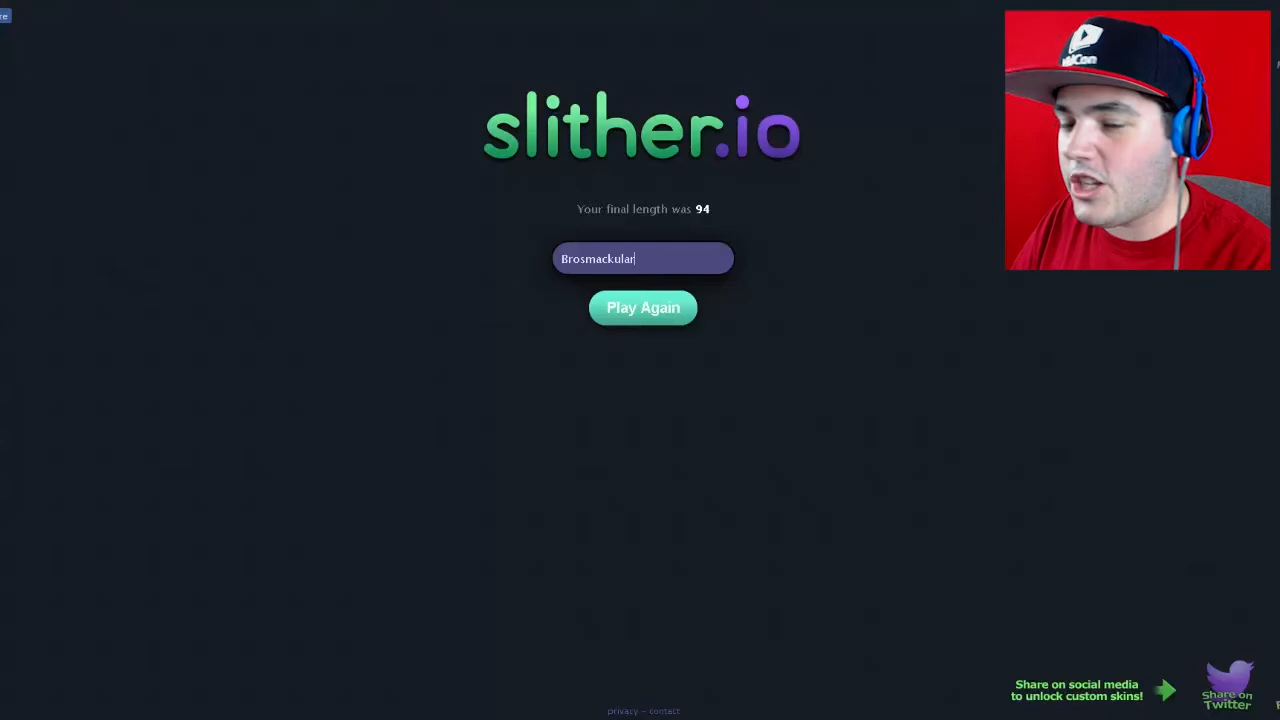 re
slither.io
Your final length was 94
Brosmackular
Play Again
Share on social media
to unlock custom skins!
Share on
Twitter
privacy – contact